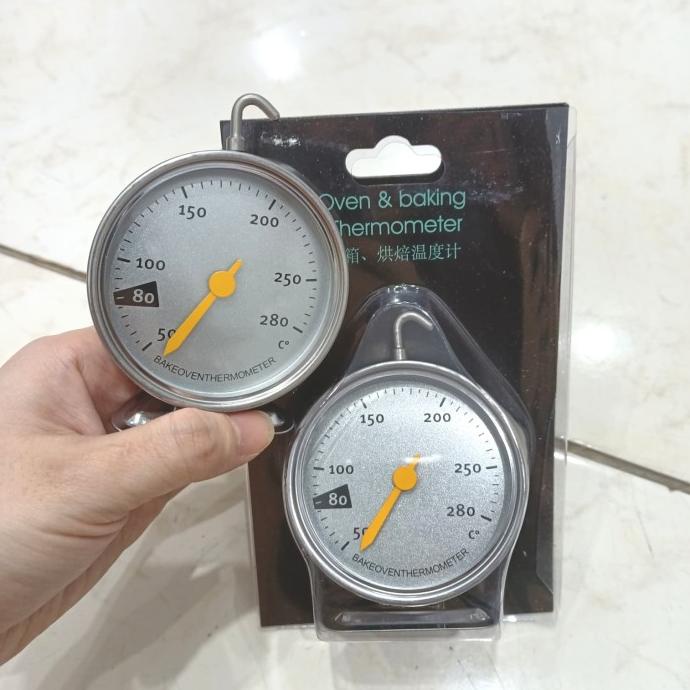 Oven & baking
Thermometer
箱、烘焙温度计
150
200
100
250
80
50
280
C°
BAKEOVENTHERMOMETER
150
200
100
250
80
50
280
C°
BAKEOVENTHERMOMETER